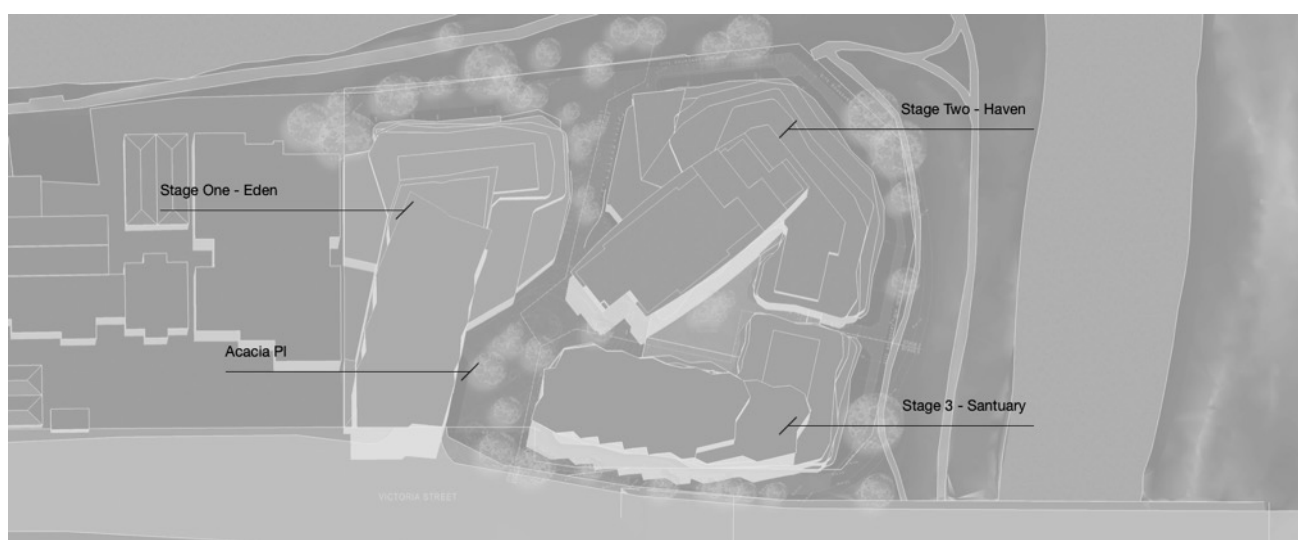 Stage Two - Haven
Stage One - Eden
Acacia Pl
Stage 3 - Santuary
VICTORIA STREET